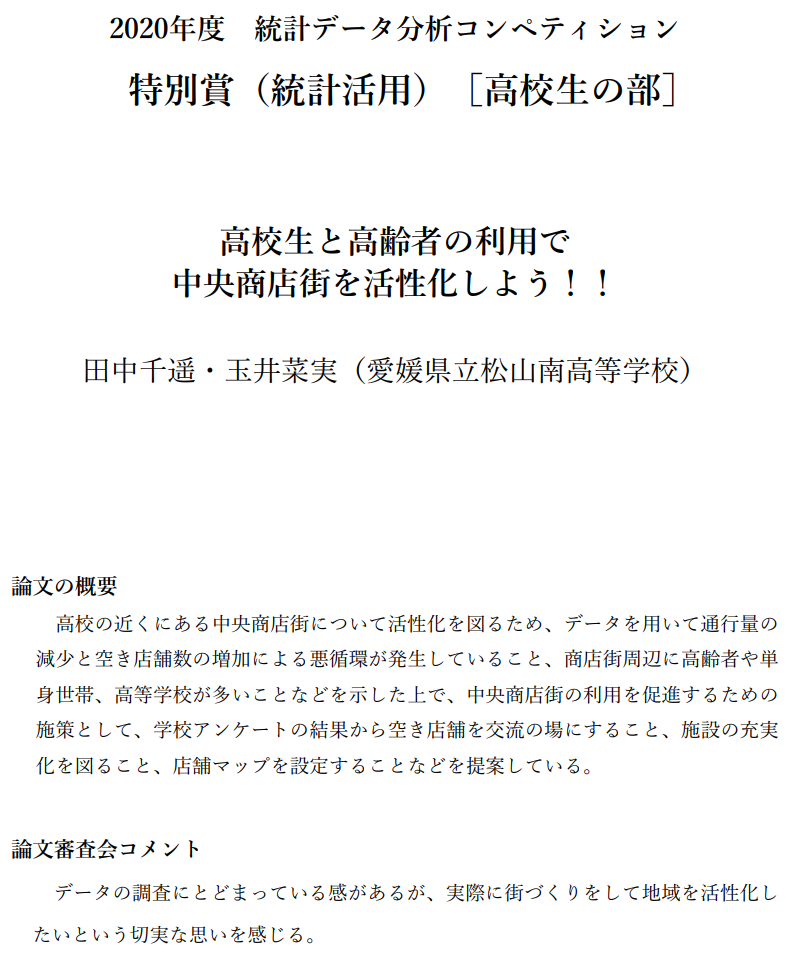 2020年度　統計データ分析コンペティション
特別賞（統計活用）［高校生の部］
高校生と高齢者の利用で
中央商店街を活性化しよう！！
田中千遥・玉井菜実（愛媛県立松山南高等学校）
論文の概要
高校の近くにある中央商店街について活性化を図るため、データを用いて通行量の
減少と空き店舗数の増加による悪循環が発生していること、商店街周辺に高齢者や単
身世帯、高等学校が多いことなどを示した上で、中央商店街の利用を促進するための
施策として、学校アンケートの結果から空き店舗を交流の場にすること、施設の充実
化を図ること、店舗マップを設定することなどを提案している。
論文審査会コメント
データの調査にとどまっている感があるが、実際に街づくりをして地域を活性化し
たいという切実な思いを感じる。